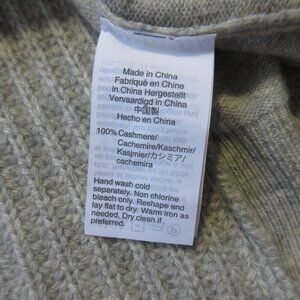 Made in China
Fabriqué en Chine
in China Hergestellt
Vervaardigd in China
中国製
Hecho en China
100% Cashmere/
Cachemire/Kaschmir/
Kasjmier/カシミア/
cachemira
Hand wash cold
separately. Non chlorine
bleach only. Reshape and
lay flat to dry. Warm iron as
needed. Dry clean or this